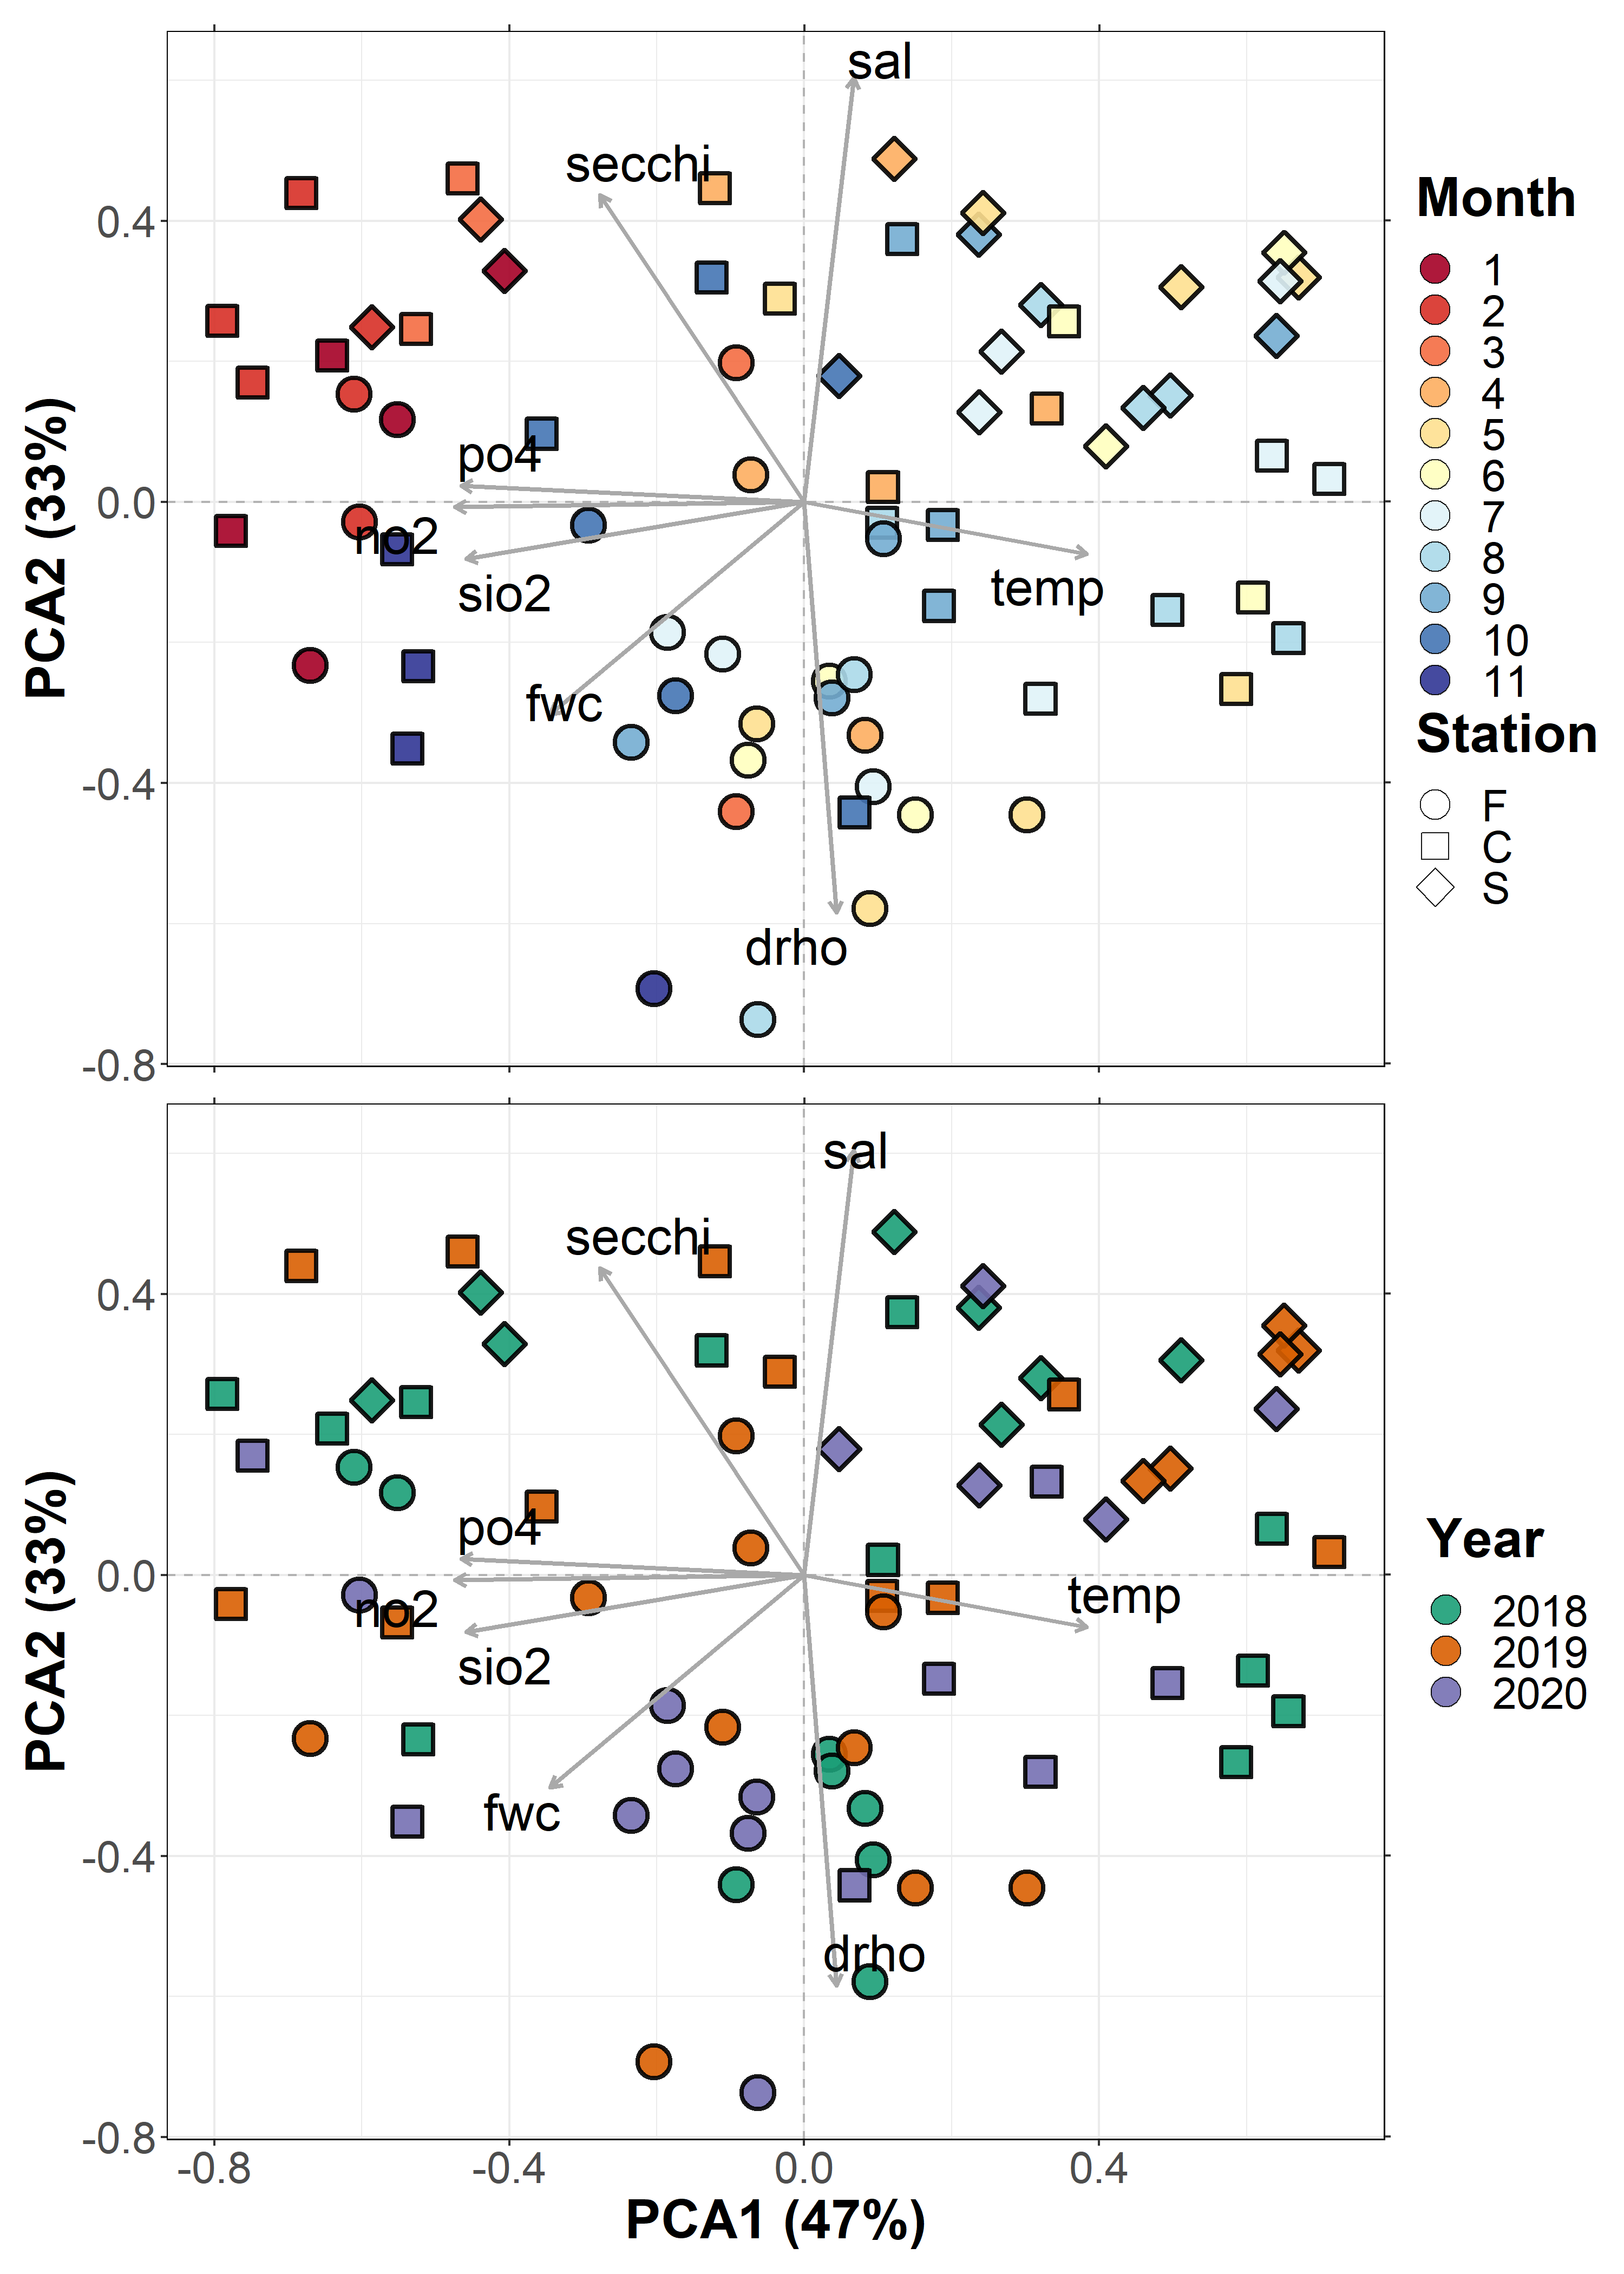 sal
secchi
po4
no2
sio2
temp
fwc
drho
PCA2 (33%)
0.4
0.0
-0.4
-0.8
Month
1
2
3
4
5
6
7
8
9
10
11
Station
F
C
S
sal
secchi
po4
no2
sio2
temp
fwc
drho
PCA2 (33%)
0.4
0.0
-0.4
-0.8
-0.8
-0.4
0.0
0.4
PCA1 (47%)
Year
2018
2019
2020